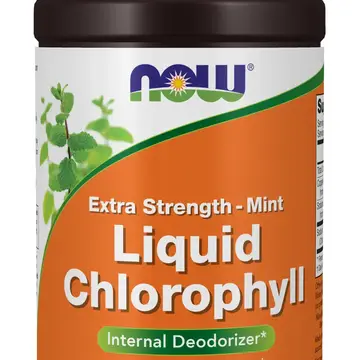 NOW®
Extra Strength - Mint
Liquid
Chlorophyll
Internal Deodorizer*